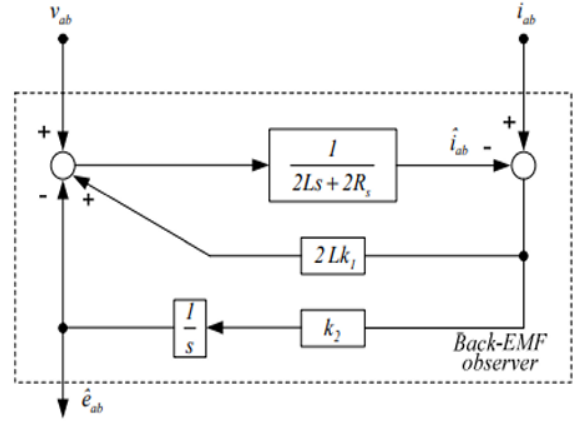 v_ab i_ab
+ +
1 î_ab -
2Ls + 2R_s
- +
2Lk_1
1 k_2
s
Back-EMF
observer
ê_ab